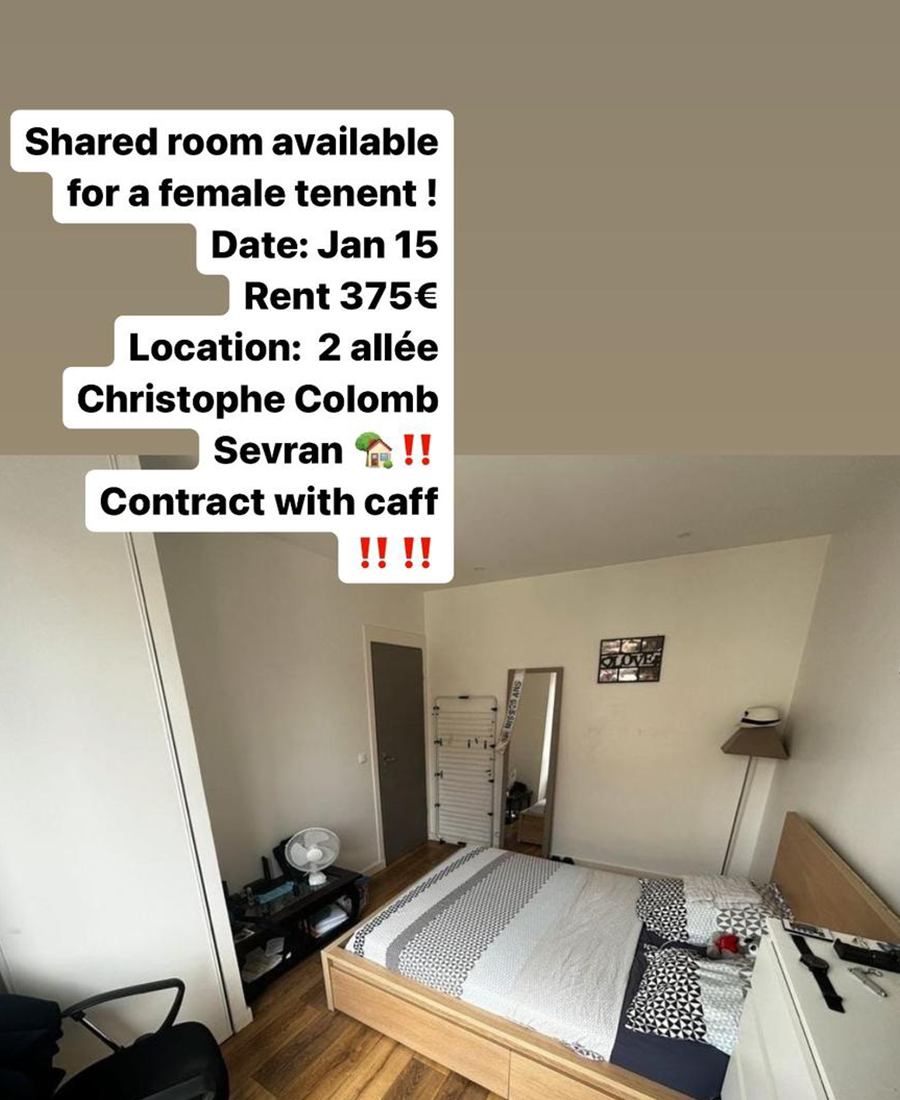 Shared room available
for a female tenent !
Date: Jan 15
Rent 375€
Location: 2 allée
Christophe Colomb
Sevran 🏡‼️
Contract with caff
‼️‼️
LOVE